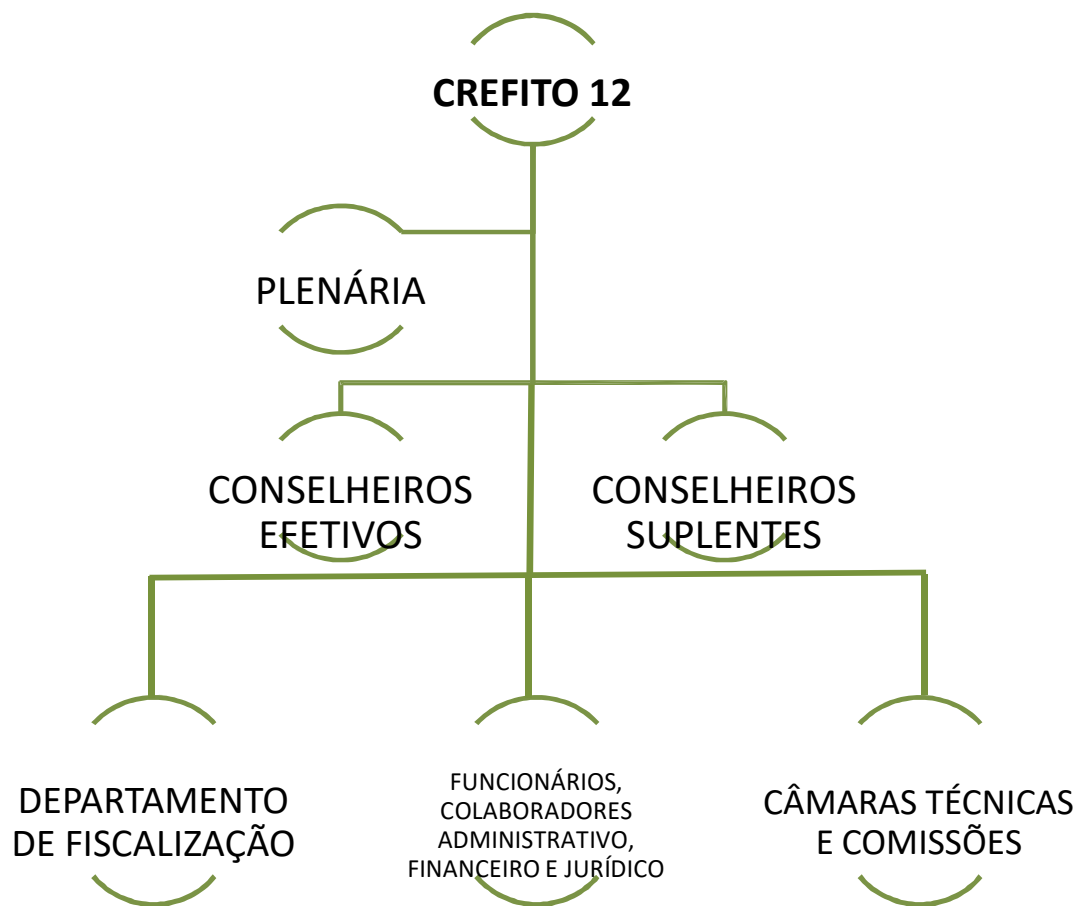 CREFITO 12
PLENÁRIA
CONSELHEIROS
EFETIVOS
CONSELHEIROS
SUPLENTES
DEPARTAMENTO
DE FISCALIZAÇÃO
FUNCIONÁRIOS,
COLABORADORES
ADMINISTRATIVO,
FINANCEIRO E JURÍDICO
CÂMARAS TÉCNICAS
E COMISSÕES